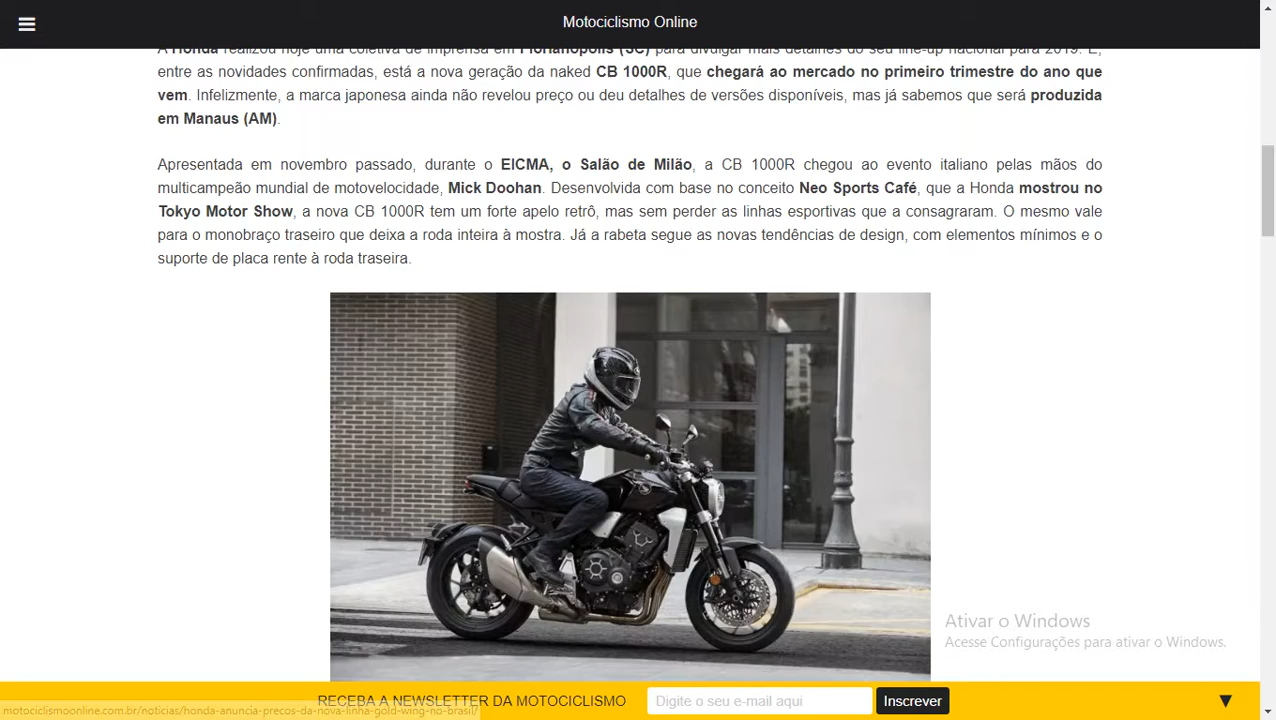 Motociclismo Online
A Honda realizou hoje uma coletiva de imprensa em Florianópolis (SC) para divulgar mais detalhes do seu line-up nacional para 2019. E,
entre as novidades confirmadas, está a nova geração da naked CB 1000R, que chegará ao mercado no primeiro trimestre do ano que
vem. Infelizmente, a marca japonesa ainda não revelou preço ou deu detalhes de versões disponíveis, mas já sabemos que será produzida
em Manaus (AM).
Apresentada em novembro passado, durante o EICMA, o Salão de Milão, a CB 1000R chegou ao evento italiano pelas mãos do
multicampeão mundial de motovelocidade, Mick Doohan. Desenvolvida com base no conceito Neo Sports Café, que a Honda mostrou no
Tokyo Motor Show, a nova CB 1000R tem um forte apelo retrô, mas sem perder as linhas esportivas que a consagraram. O mesmo vale
para o monobraço traseiro que deixa a roda inteira à mostra. Já a rabeta segue as novas tendências de design, com elementos mínimos e o
suporte de placa rente à roda traseira.
Ativar o Windows
Acesse Configurações para ativar o Windows.
RECEBA A NEWSLETTER DA MOTOCICLISMO
Digite o seu e-mail aqui
Inscrever
motociclismoonline.com.br/noticias/honda-anuncia-precos-da-nova-linha-gold-wing-no-brasil/